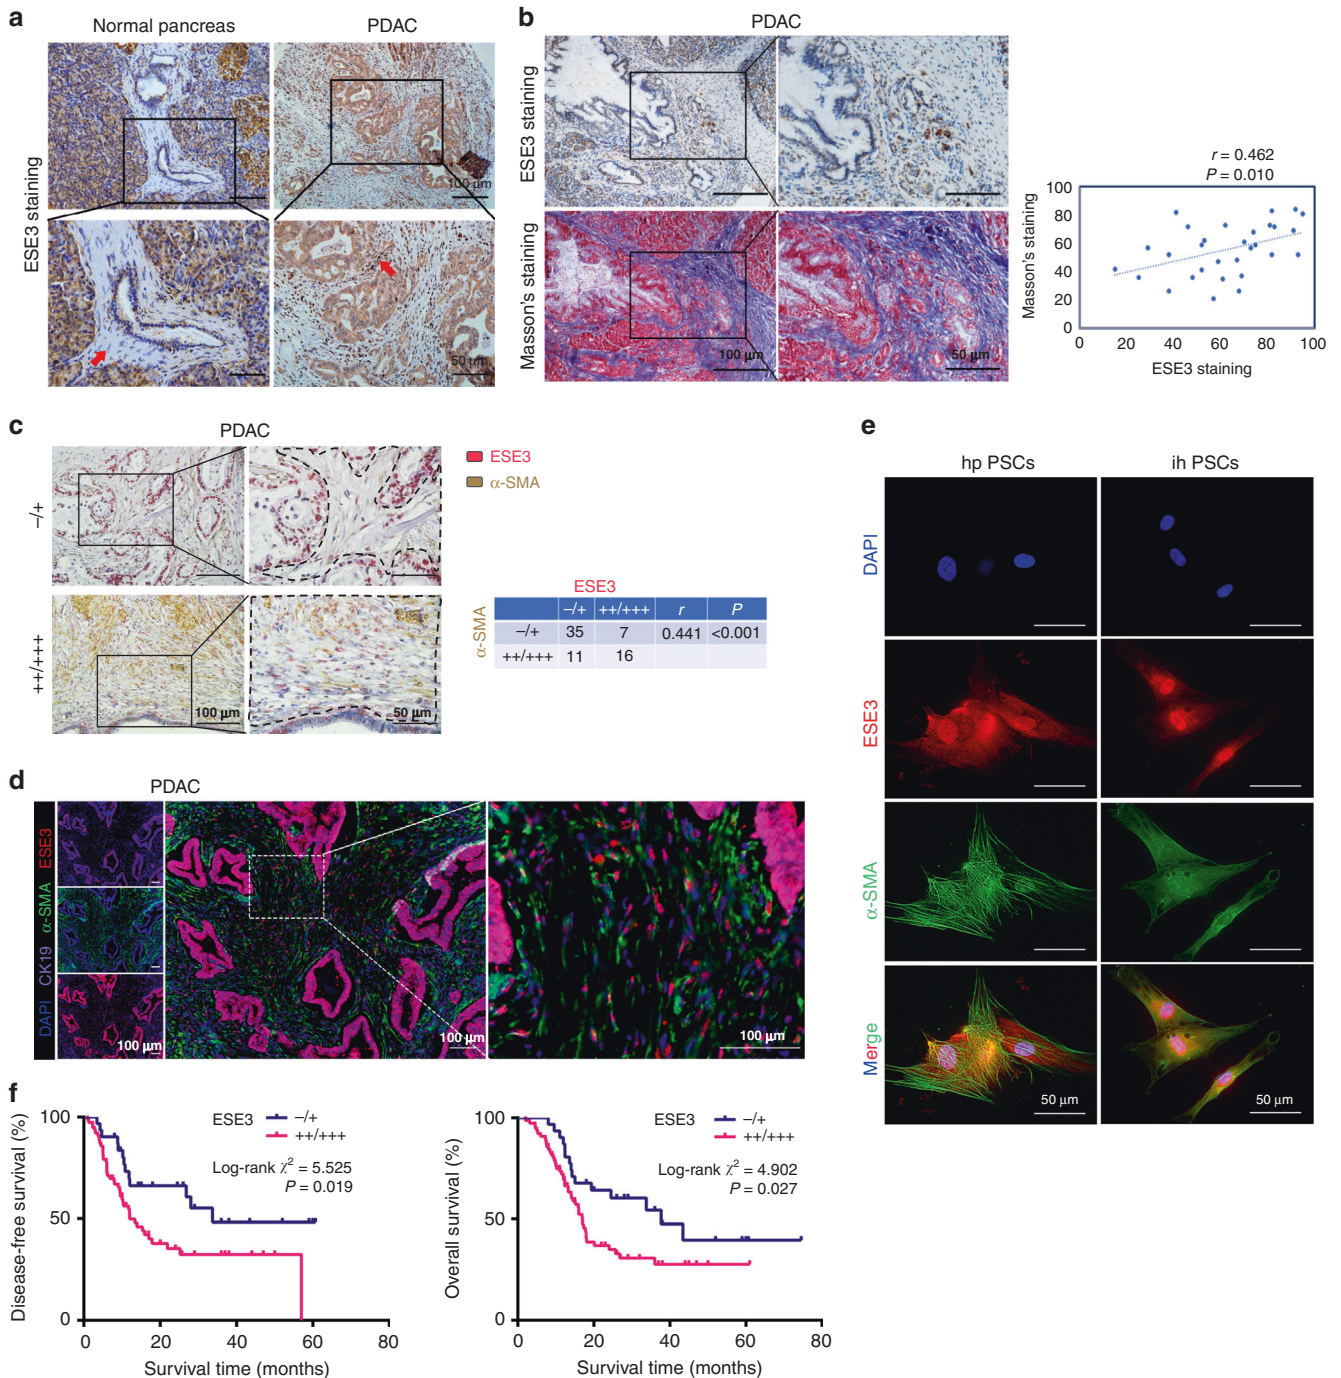 a
Normal pancreas
PDAC
ESE3 staining
100 μm
50 μm
b
PDAC
ESE3 staining
Masson's staining
100 μm
50 μm
r = 0.462
P = 0.010
Masson's staining
100
80
60
40
20
0
0 20 40 60 80 100
ESE3 staining
c
PDAC
–/+
++/+++
100 μm
50 μm
ESE3
α-SMA
ESE3
α-SMA
–/+ ++/+++ r P
–/+ 35 7 0.441 <0.001
++/+++ 11 16
d
PDAC
DAPI CK19 α-SMA ESE3
100 μm
100 μm
100 μm
e
hp PSCs
ih PSCs
DAPI
ESE3
α-SMA
Merge
50 μm
50 μm
f
Disease-free survival (%)
100
50
0
0 20 40 60 80
Survival time (months)
ESE3
–/+
++/+++
Log-rank χ² = 5.525
P = 0.019
Overall survival (%)
100
50
0
0 20 40 60 80
Survival time (months)
ESE3
–/+
++/+++
Log-rank χ² = 4.902
P = 0.027